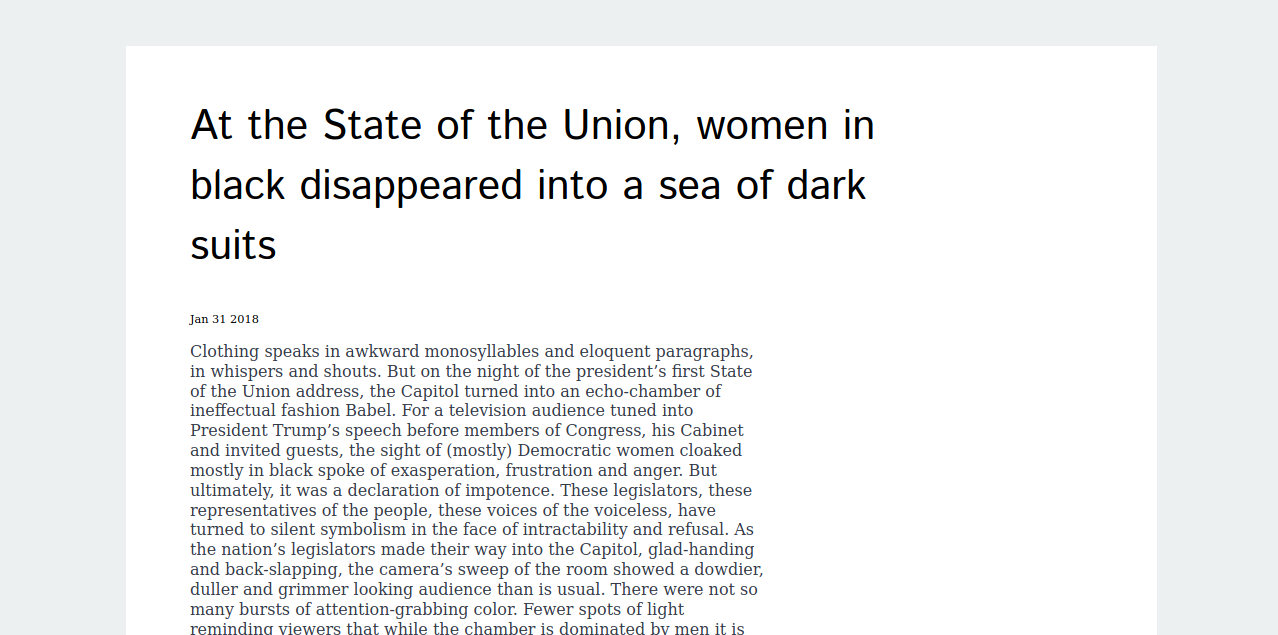 At the State of the Union, women in
black disappeared into a sea of dark
suits
Jan 31 2018
Clothing speaks in awkward monosyllables and eloquent paragraphs,
in whispers and shouts. But on the night of the president’s first State
of the Union address, the Capitol turned into an echo-chamber of
ineffectual fashion Babel. For a television audience tuned into
President Trump’s speech before members of Congress, his Cabinet
and invited guests, the sight of (mostly) Democratic women cloaked
mostly in black spoke of exasperation, frustration and anger. But
ultimately, it was a declaration of impotence. These legislators, these
representatives of the people, these voices of the voiceless, have
turned to silent symbolism in the face of intractability and refusal. As
the nation’s legislators made their way into the Capitol, glad-handing
and back-slapping, the camera’s sweep of the room showed a dowdier,
duller and grimmer looking audience than is usual. There were not so
many bursts of attention-grabbing color. Fewer spots of light
reminding viewers that while the chamber is dominated by men it is